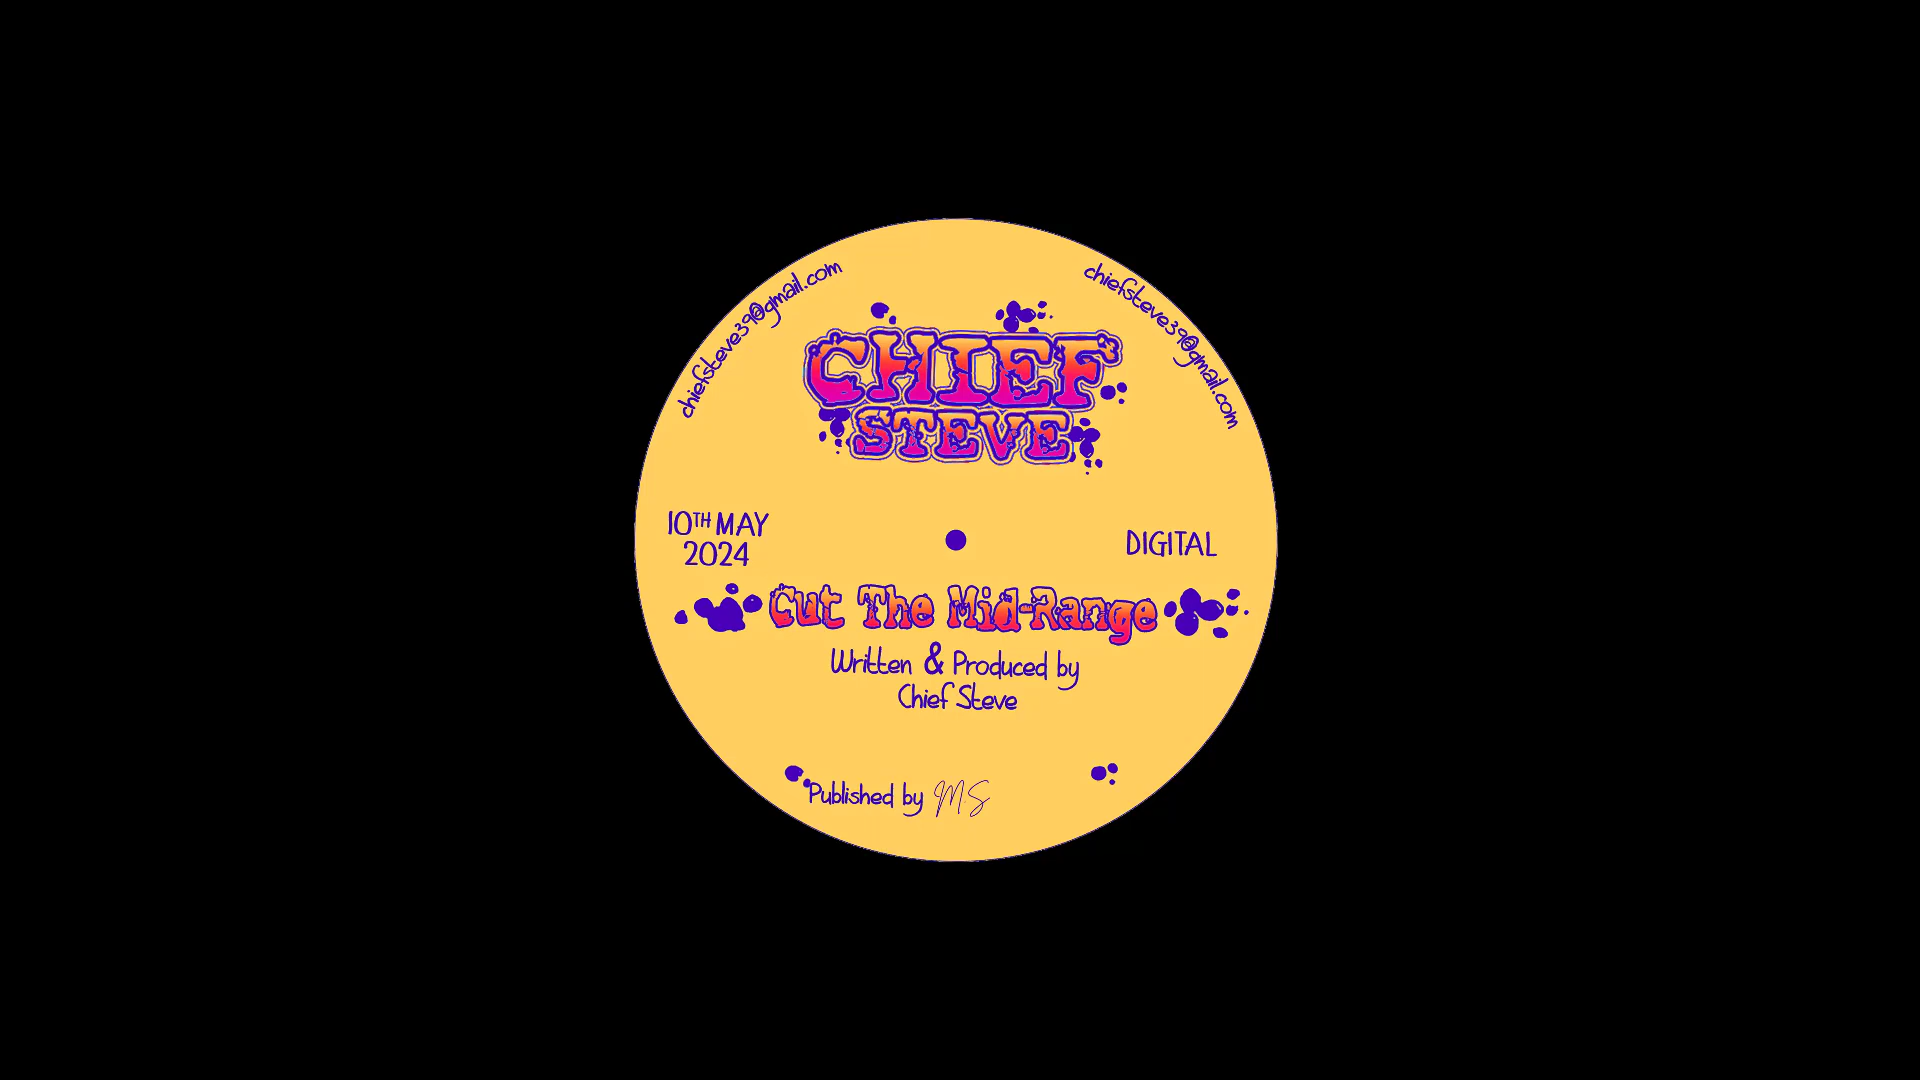 chiefsteve39@gmail.com
chiefsteve39@gmail.com
CHIEF
STEVE
10TH MAY
2024
DIGITAL
Cut The Mid-Range
Written & Produced by
Chief Steve
Published by MS